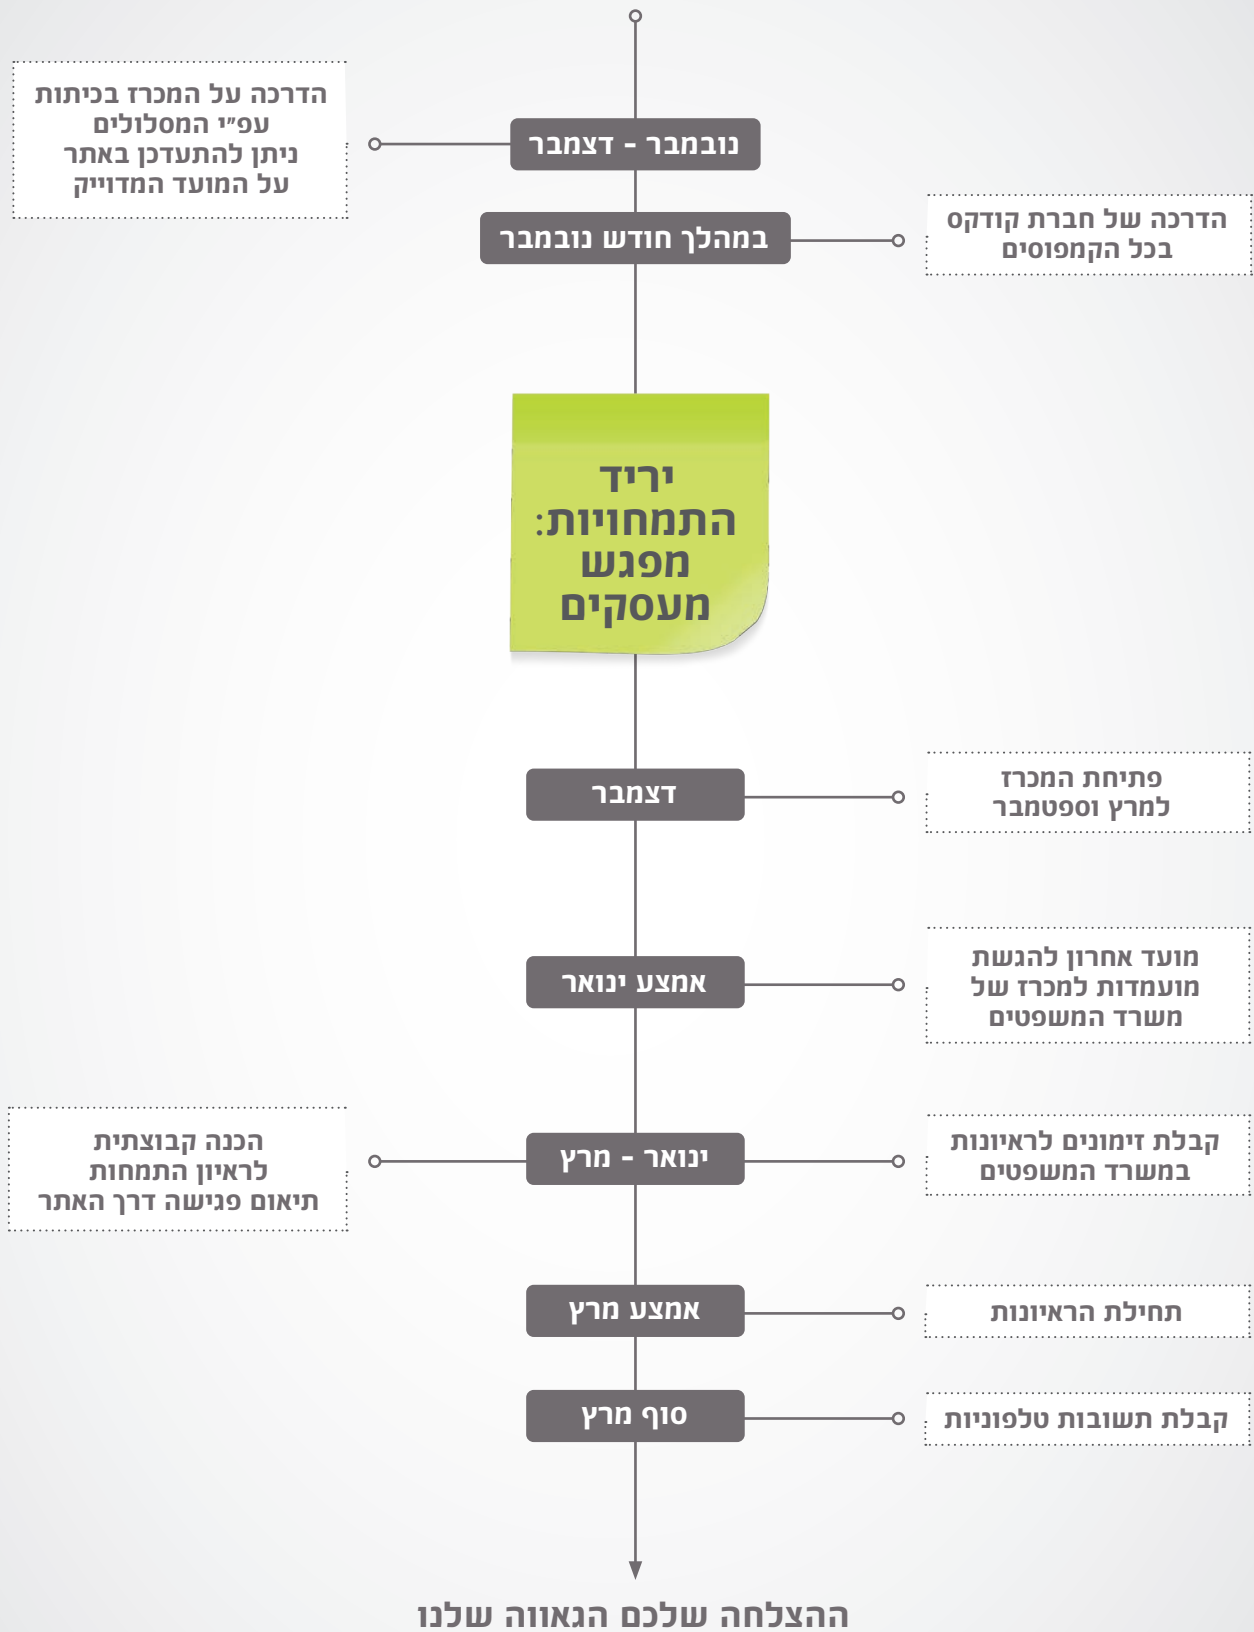 נובמבר - דצמבר
הדרכה על המכרז בכיתות
עפ״י המסלולים
ניתן להתעדכן באתר
על המועד המדוייק
במהלך חודש נובמבר
הדרכה של חברת קודקס
בכל הקמפוסים
יריד
התמחויות:
מפגש
מעסקים
דצמבר
פתיחת המכרז
למרץ וספטמבר
אמצע ינואר
מועד אחרון להגשת
מועמדות למכרז של
משרד המשפטים
ינואר - מרץ
קבלת זימונים לראיונות
במשרד המשפטים
הכנה קבוצתית
לראיון התמחות
תיאום פגישה דרך האתר
אמצע מרץ
תחילת הראיונות
סוף מרץ
קבלת תשובות טלפוניות
ההצלחה שלכם הגאווה שלנו